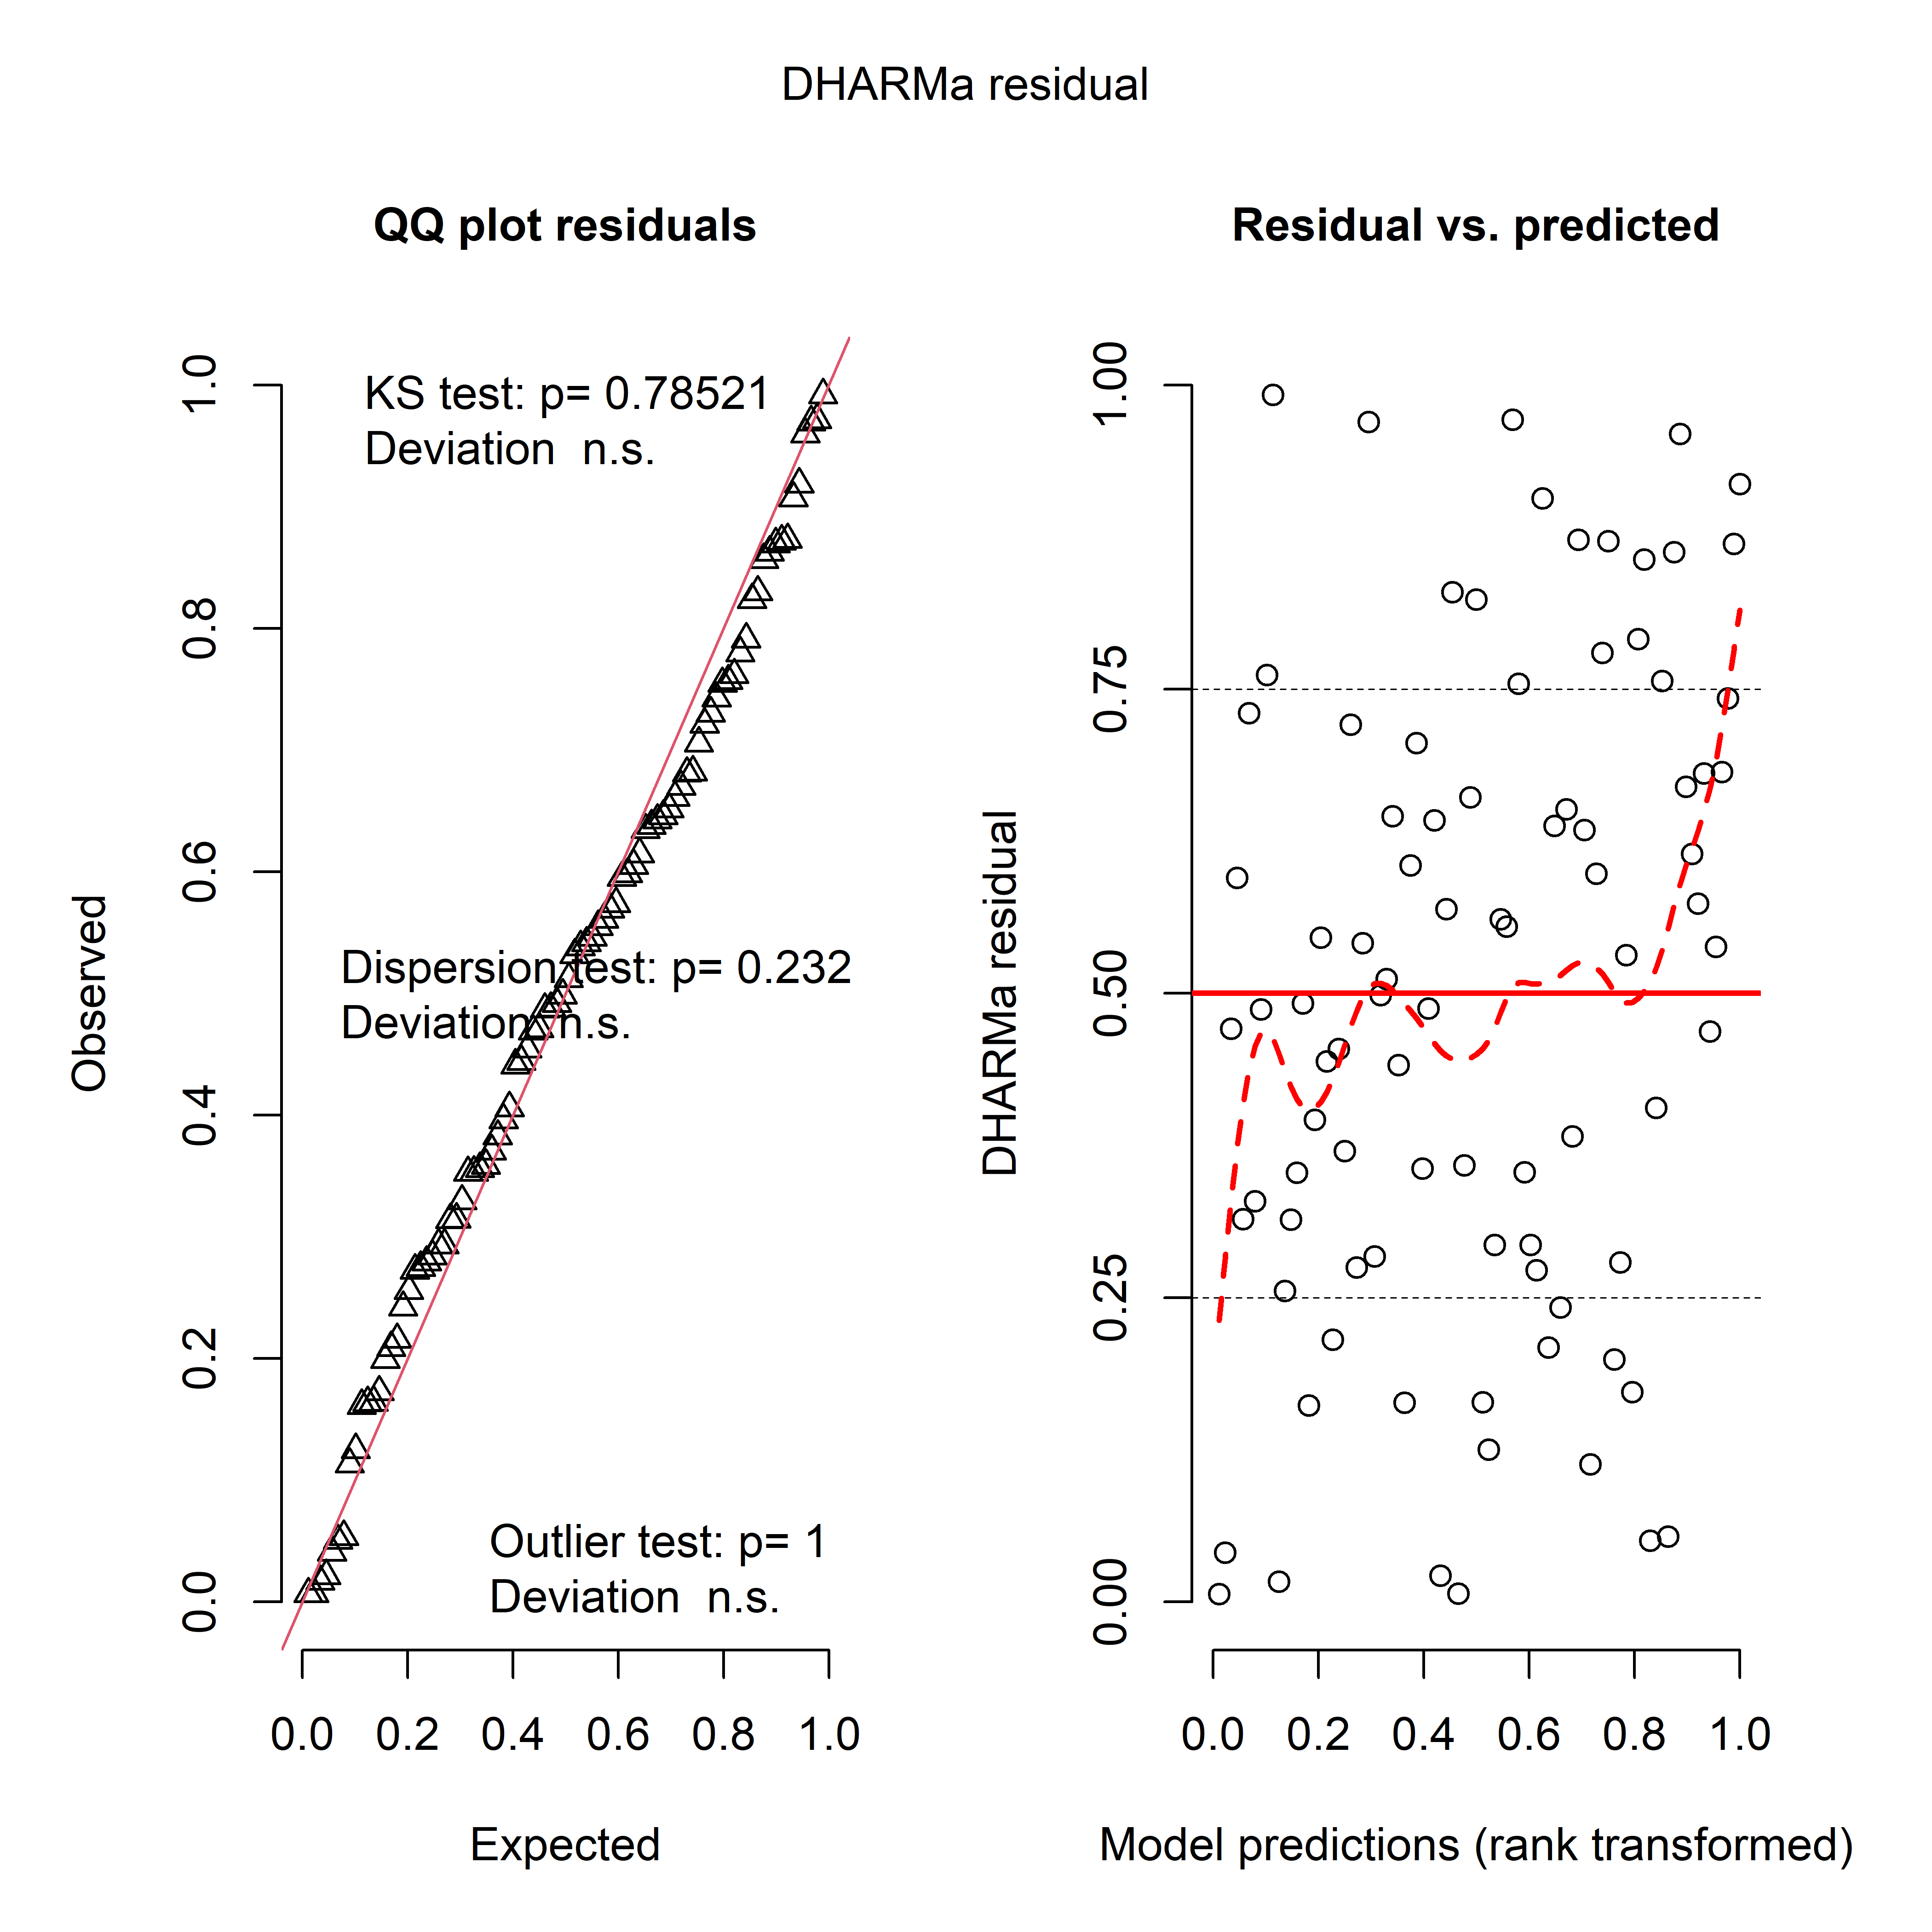 DHARMa residual
QQ plot residuals
KS test: p= 0.78521
Deviation  n.s.
Dispersion test: p= 0.232
Deviation  n.s.
Outlier test: p= 1
Deviation  n.s.
Observed
0.0
0.2
0.4
0.6
0.8
1.0
0.0 0.2 0.4 0.6 0.8 1.0
Expected
Residual vs. predicted
DHARMa residual
0.00
0.25
0.50
0.75
1.00
0.0 0.2 0.4 0.6 0.8 1.0
Model predictions (rank transformed)